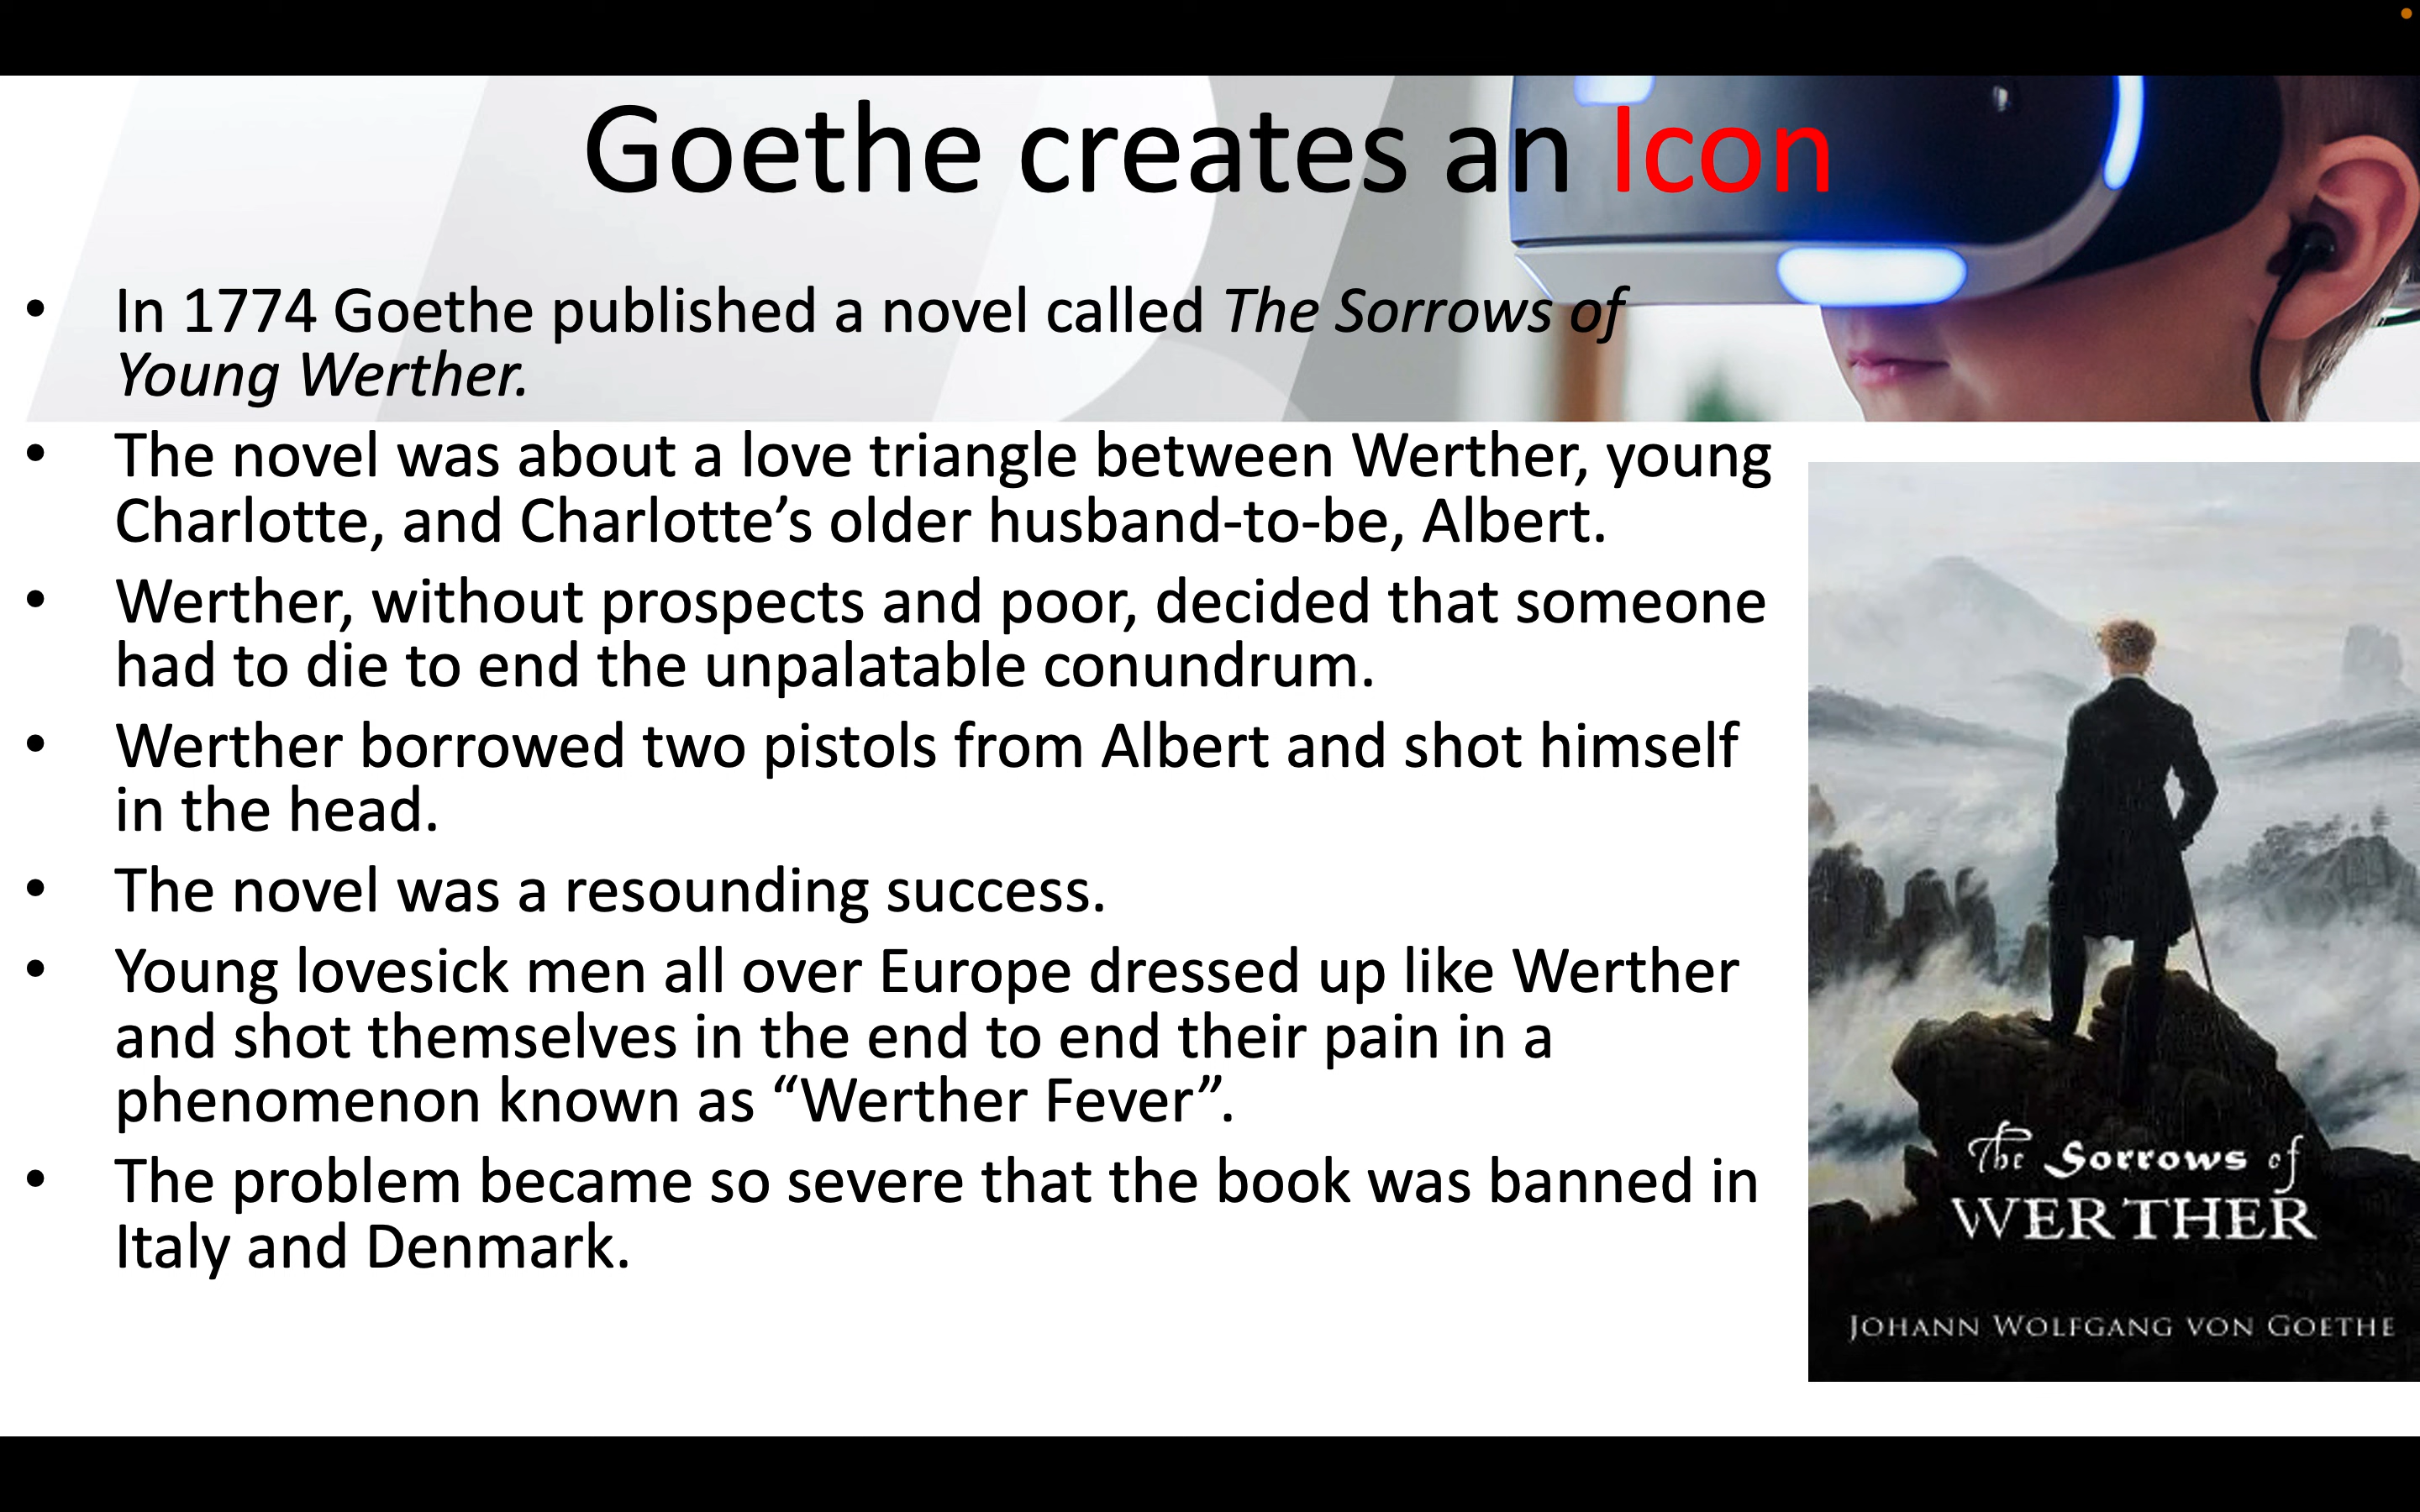 Goethe creates an Icon
• In 1774 Goethe published a novel called The Sorrows of
Young Werther.
• The novel was about a love triangle between Werther, young
Charlotte, and Charlotte’s older husband-to-be, Albert.
• Werther, without prospects and poor, decided that someone
had to die to end the unpalatable conundrum.
• Werther borrowed two pistols from Albert and shot himself
in the head.
• The novel was a resounding success.
• Young lovesick men all over Europe dressed up like Werther
and shot themselves in the end to end their pain in a
phenomenon known as “Werther Fever”.
• The problem became so severe that the book was banned in
Italy and Denmark.
The Sorrows of
WERTHER
JOHANN WOLFGANG VON GOETHE